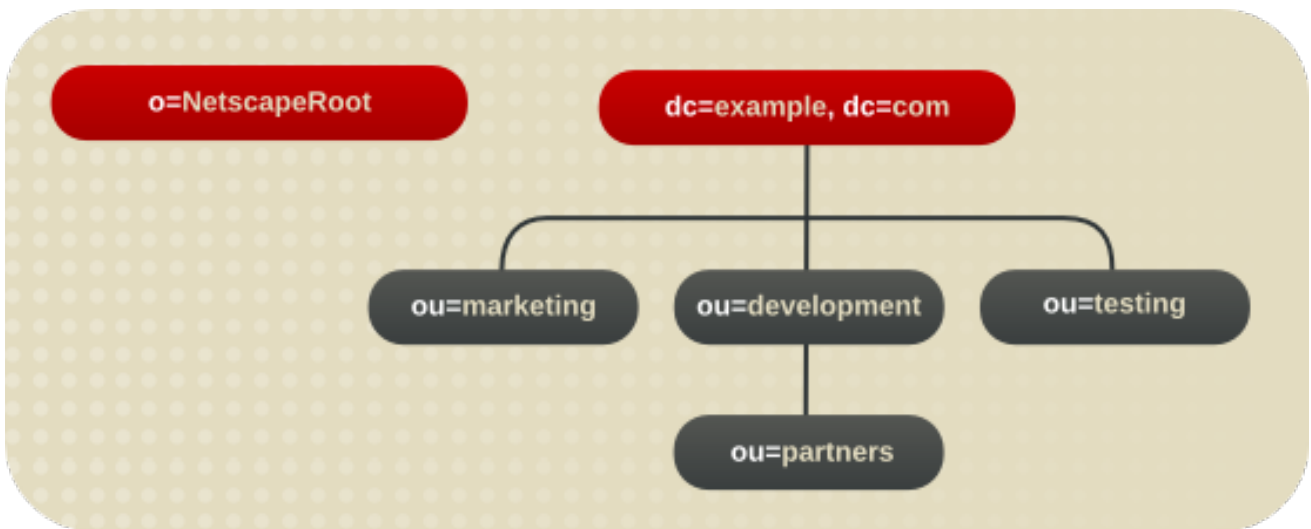 o=NetscapeRoot
dc=example, dc=com
ou=marketing
ou=development
ou=testing
ou=partners